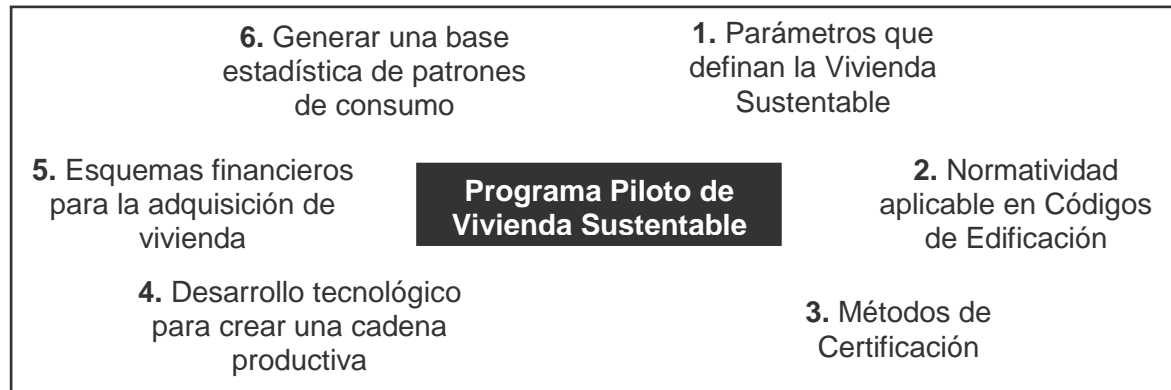 6. Generar una base
estadística de patrones
de consumo
1. Parámetros que
definan la Vivienda
Sustentable
5. Esquemas financieros
para la adquisición de
vivienda
Programa Piloto de
Vivienda Sustentable
2. Normatividad
aplicable en Códigos
de Edificación
4. Desarrollo tecnológico
para crear una cadena
productiva
3. Métodos de
Certificación